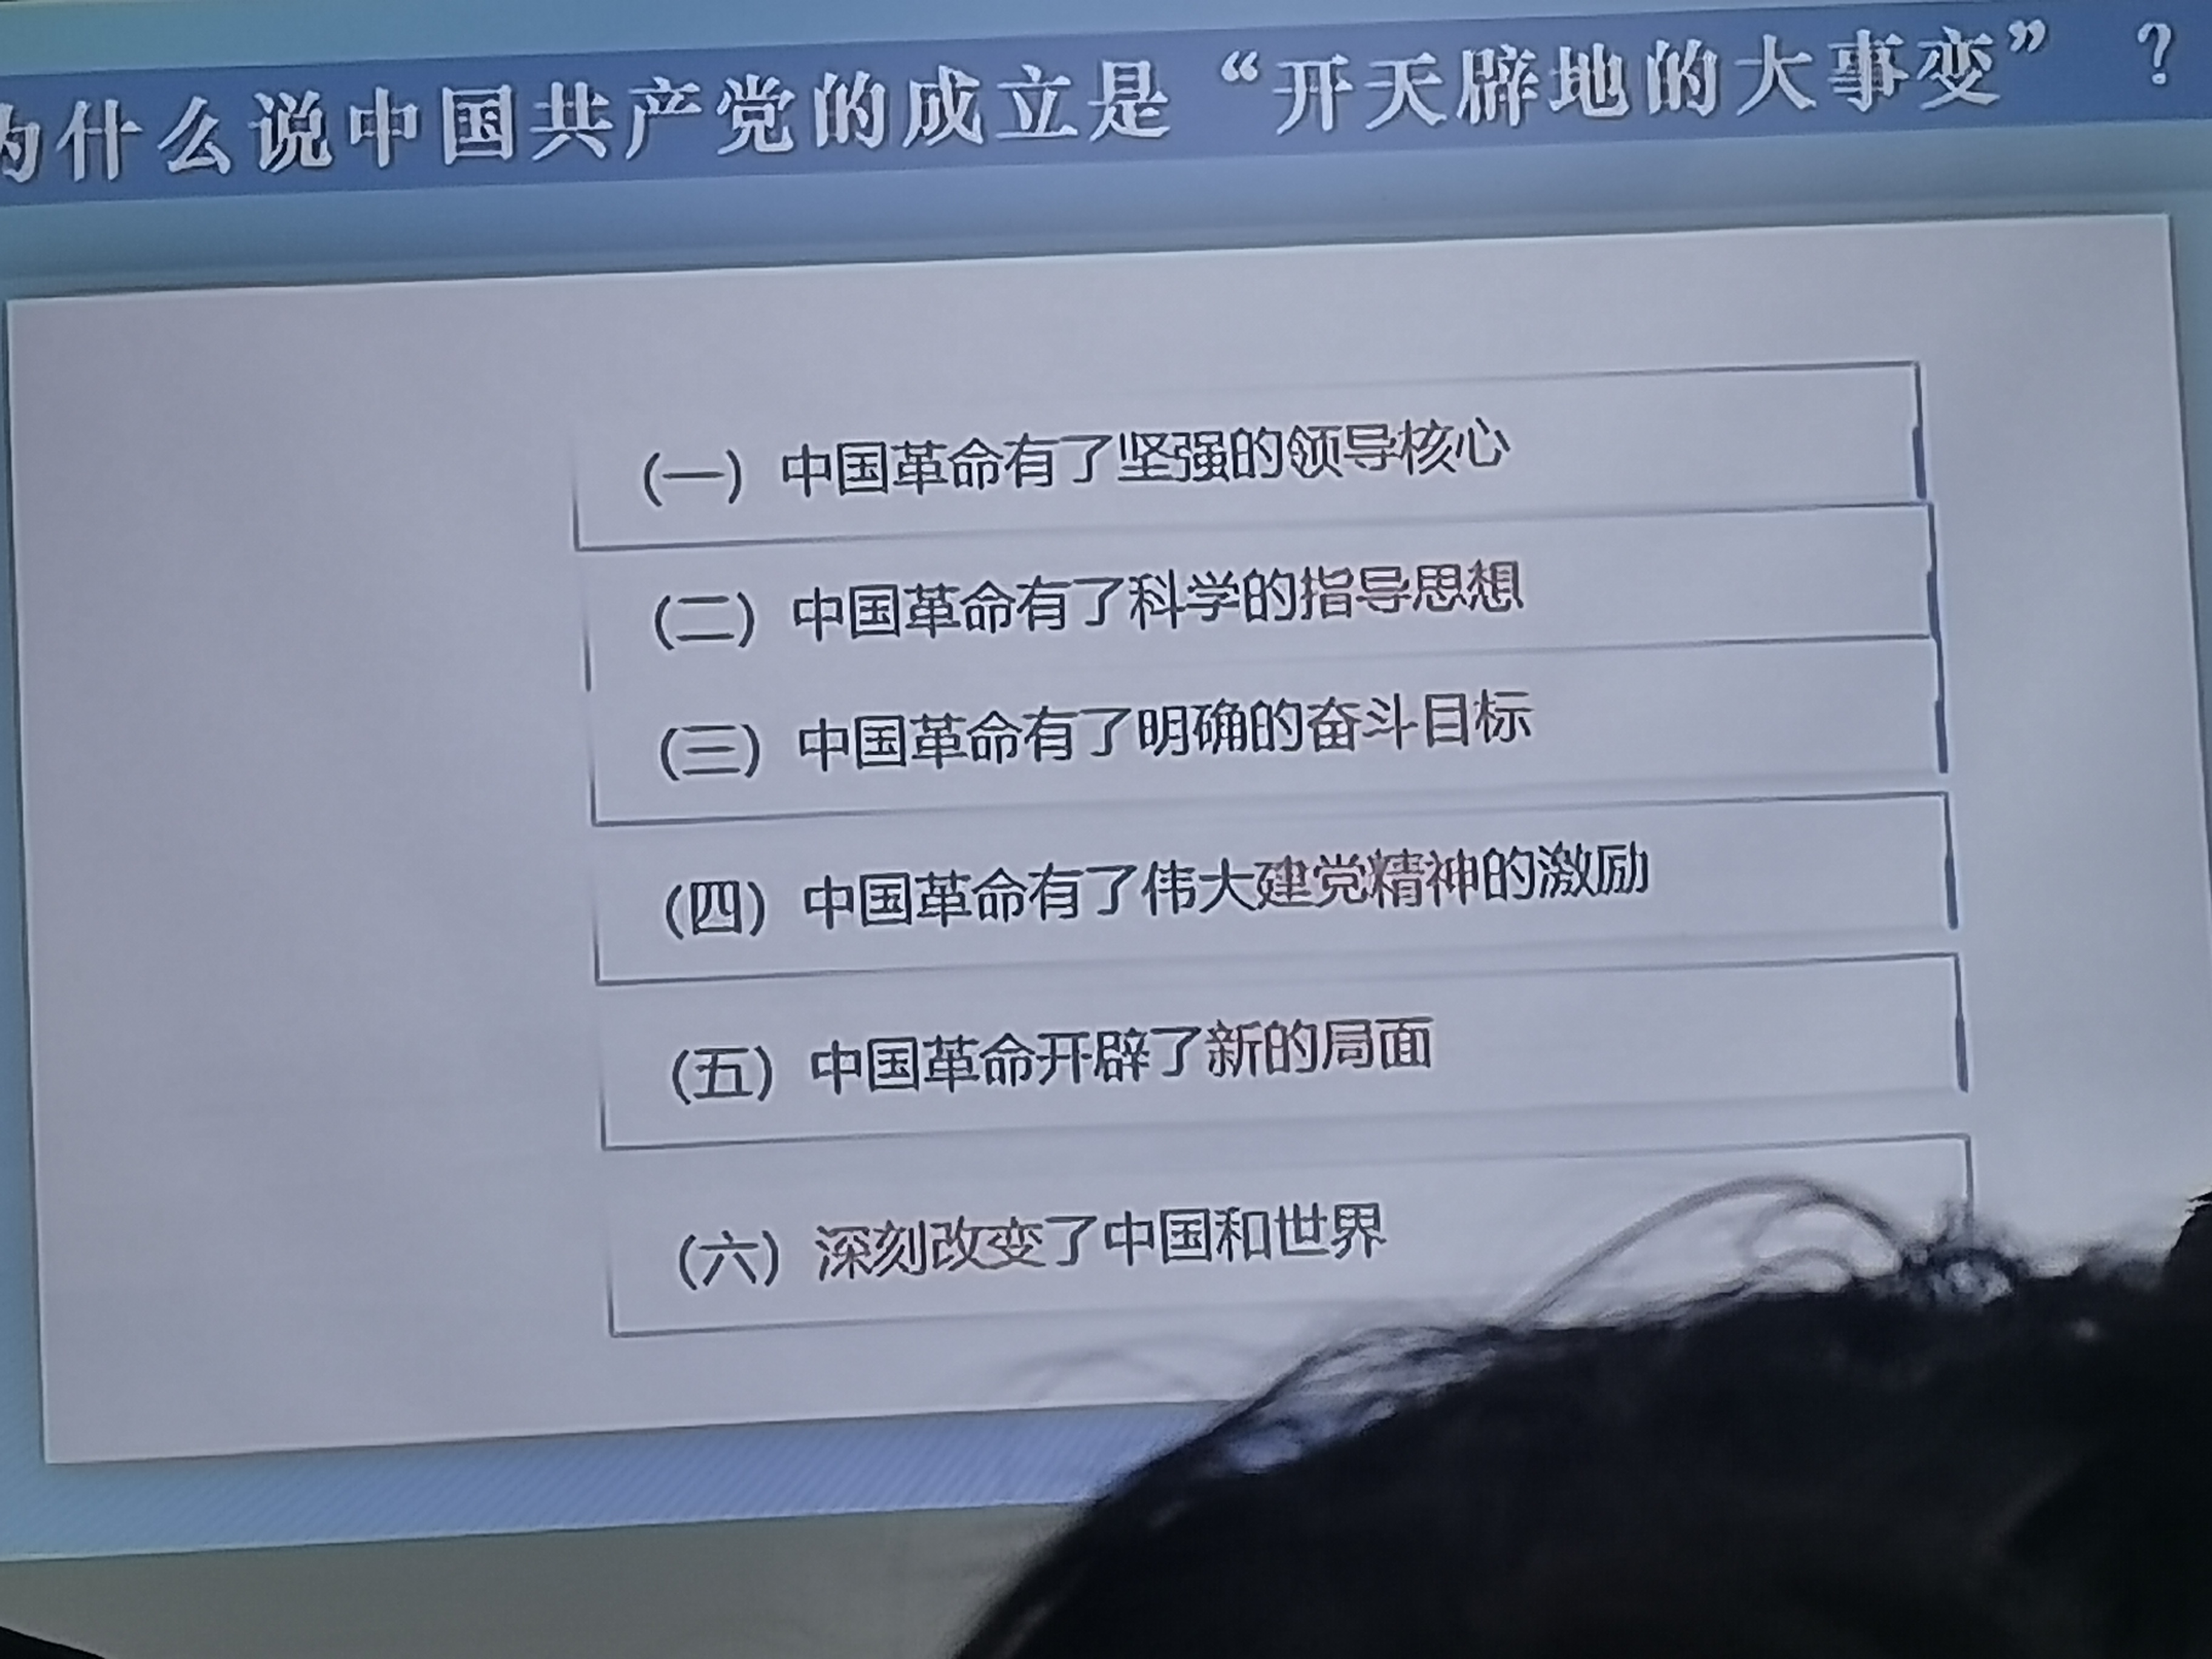 为什么说中国共产党的成立是“开天辟地的大事变”？
（一）中国革命有了坚强的领导核心
（二）中国革命有了科学的指导思想
（三）中国革命有了明确的奋斗目标
（四）中国革命有了伟大建党精神的激励
（五）中国革命开辟了新的局面
（六）深刻改变了中国和世界